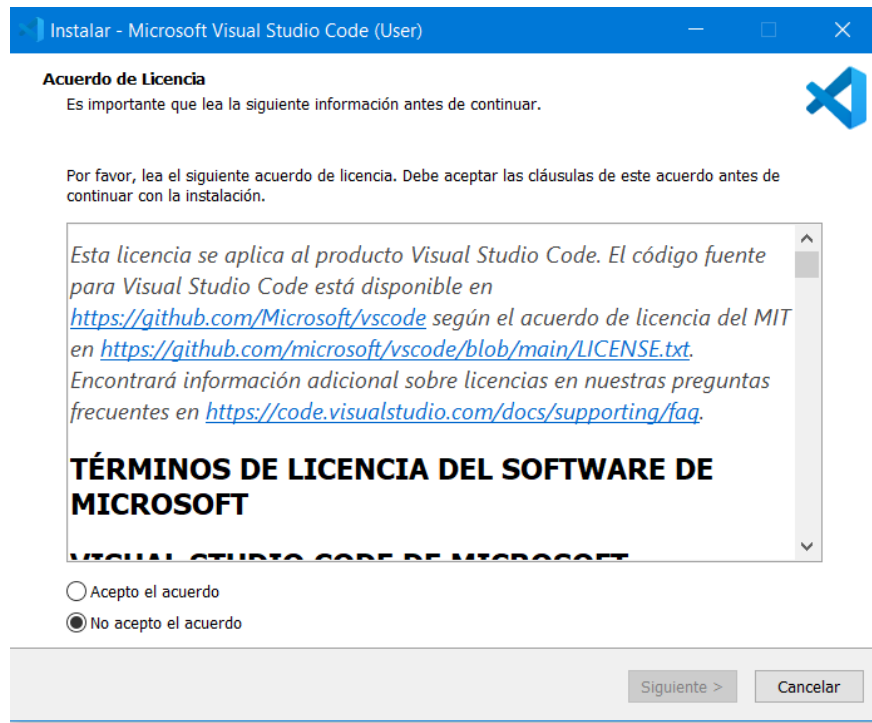 Instalar - Microsoft Visual Studio Code (User)
Acuerdo de Licencia
Es importante que lea la siguiente información antes de continuar.
Por favor, lea el siguiente acuerdo de licencia. Debe aceptar las cláusulas de este acuerdo antes de
continuar con la instalación.
Esta licencia se aplica al producto Visual Studio Code. El código fuente
para Visual Studio Code está disponible en
https://github.com/Microsoft/vscode según el acuerdo de licencia del MIT
en https://github.com/microsoft/vscode/blob/main/LICENSE.txt.
Encontrará información adicional sobre licencias en nuestras preguntas
frecuentes en https://code.visualstudio.com/docs/supporting/faq.
TÉRMINOS DE LICENCIA DEL SOFTWARE DE
MICROSOFT
VISUAL STUDIO CODE DE MICROSOFT
Acepto el acuerdo
No acepto el acuerdo
Siguiente >
Cancelar